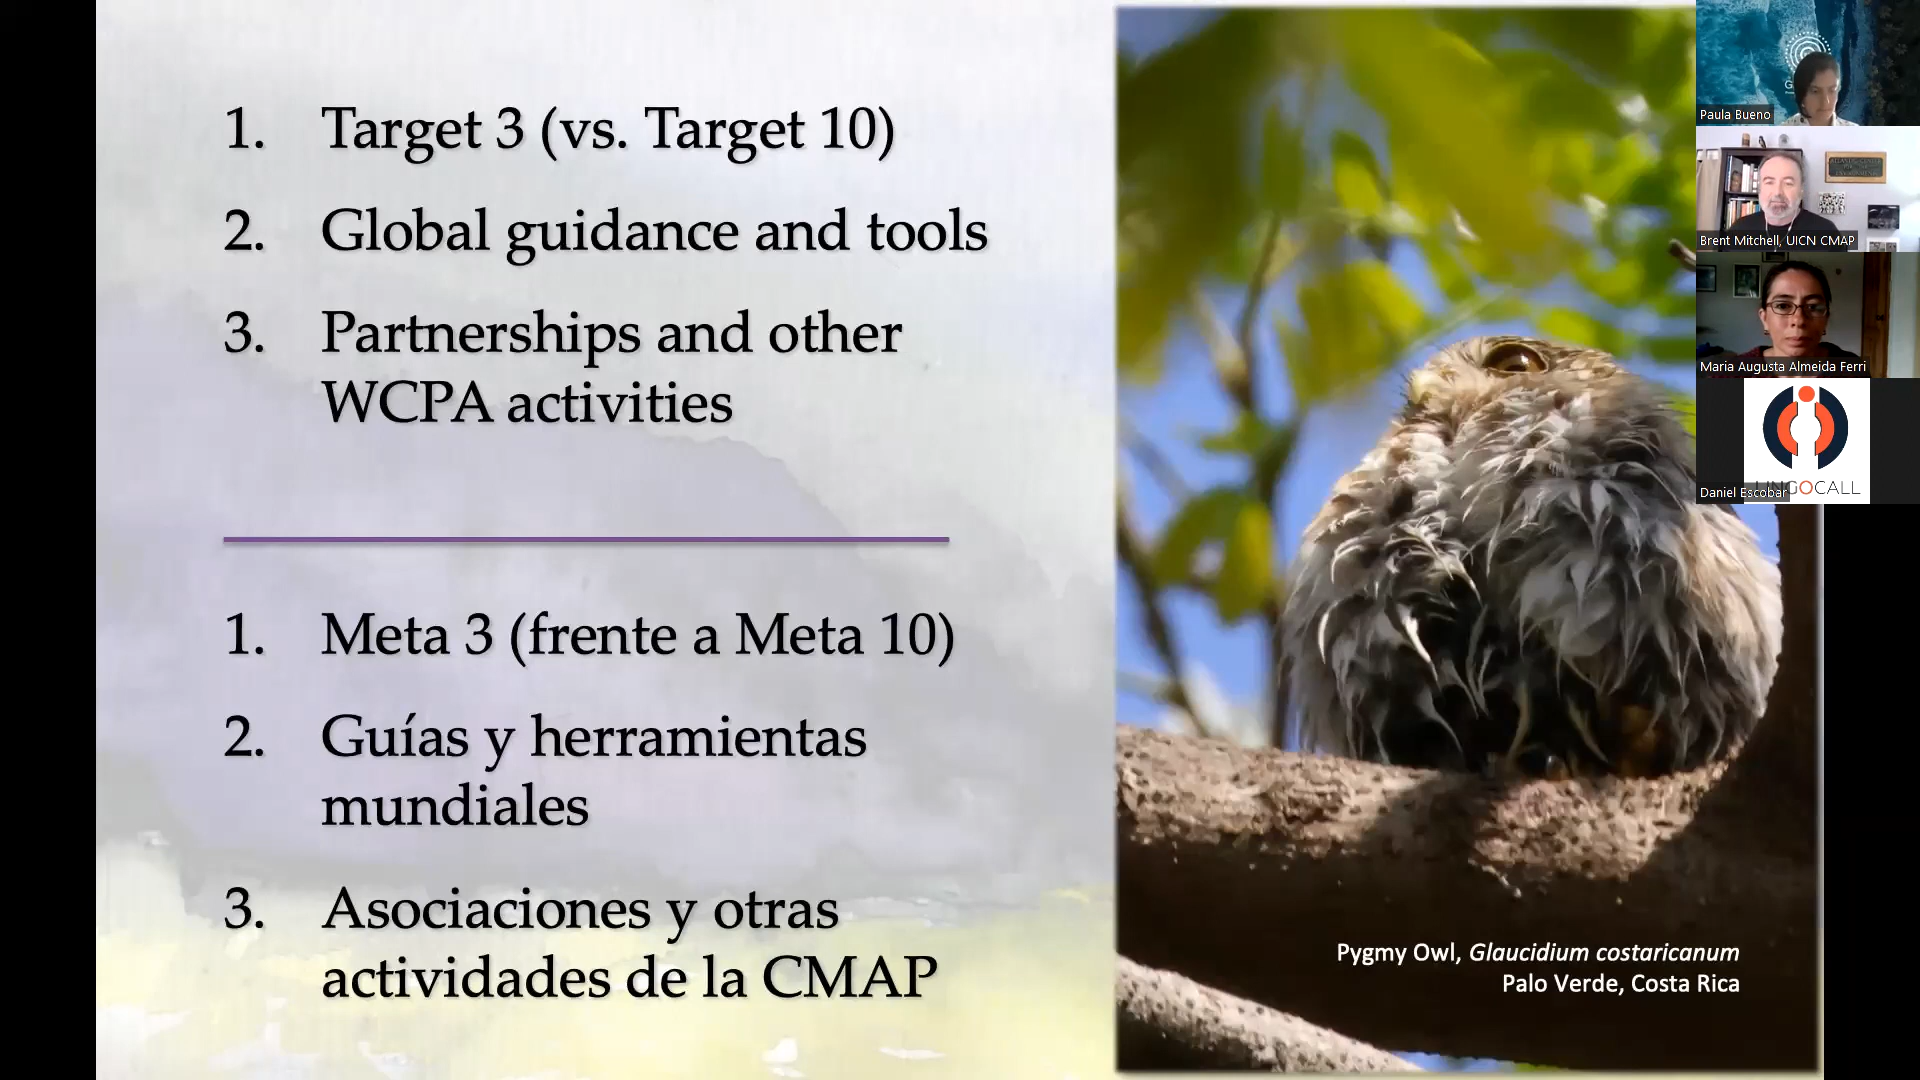 1. Target 3 (vs. Target 10)
2. Global guidance and tools
3. Partnerships and other
WCPA activities
1. Meta 3 (frente a Meta 10)
2. Guías y herramientas
mundiales
3. Asociaciones y otras
actividades de la CMAP
Pygmy Owl, Glaucidium costaricanum
Palo Verde, Costa Rica
Paula Bueno
Brent Mitchell, UICN CMAP
Maria Augusta Almeida Ferri
Daniel Escobar
GOCALL